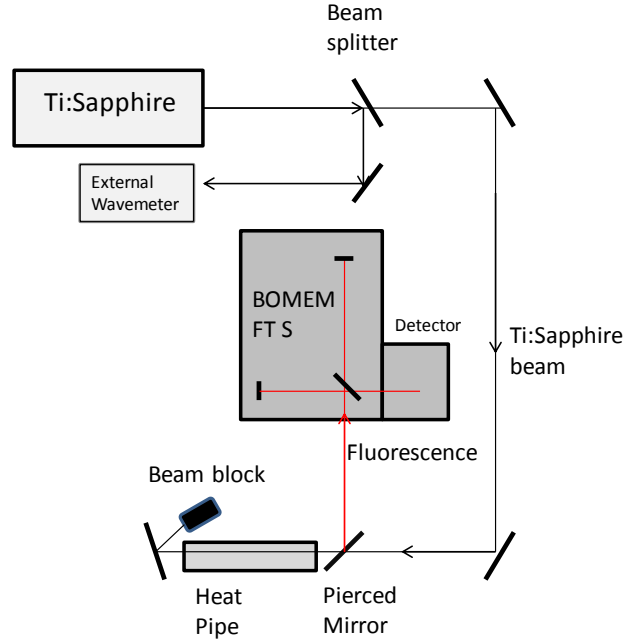 Beam
splitter
Ti:Sapphire
External
Wavemeter
BOMEM
FT S
Detector
Ti:Sapphire
beam
Fluorescence
Beam block
Heat
Pipe
Pierced
Mirror